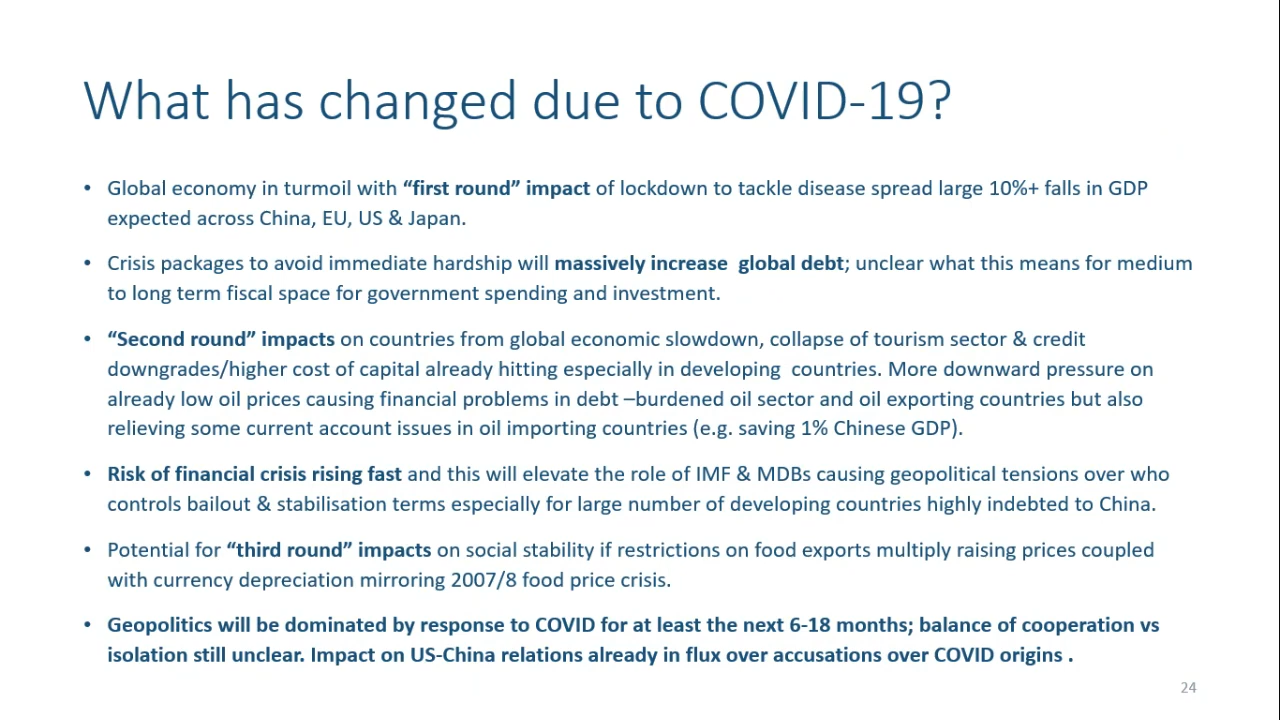 What has changed due to COVID-19?
• Global economy in turmoil with “first round” impact of lockdown to tackle disease spread large 10%+ falls in GDP
expected across China, EU, US & Japan.
• Crisis packages to avoid immediate hardship will massively increase  global debt; unclear what this means for medium
to long term fiscal space for government spending and investment.
• “Second round” impacts on countries from global economic slowdown, collapse of tourism sector & credit
downgrades/higher cost of capital already hitting especially in developing  countries. More downward pressure on
already low oil prices causing financial problems in debt –burdened oil sector and oil exporting countries but also
relieving some current account issues in oil importing countries (e.g. saving 1% Chinese GDP).
• Risk of financial crisis rising fast and this will elevate the role of IMF & MDBs causing geopolitical tensions over who
controls bailout & stabilisation terms especially for large number of developing countries highly indebted to China.
• Potential for “third round” impacts on social stability if restrictions on food exports multiply raising prices coupled
with currency depreciation mirroring 2007/8 food price crisis.
• Geopolitics will be dominated by response to COVID for at least the next 6-18 months; balance of cooperation vs
isolation still unclear. Impact on US-China relations already in flux over accusations over COVID origins .
24